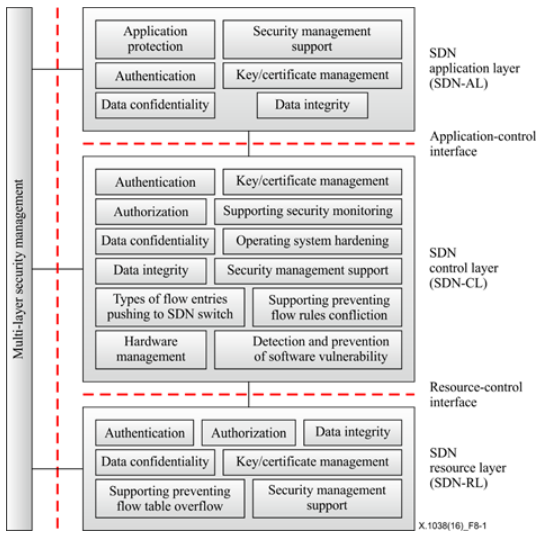 Multi-layer security management
Application
protection
Security management
support
Authentication
Key/certificate management
Data confidentiality
Data integrity
SDN
application layer
(SDN-AL)
Application-control
interface
Authentication
Key/certificate management
Authorization
Supporting security monitoring
Data confidentiality
Operating system hardening
Data integrity
Security management support
Types of flow entries
pushing to SDN switch
Supporting preventing
flow rules confliction
Hardware
management
Detection and prevention
of software vulnerability
SDN
control layer
(SDN-CL)
Resource-control
interface
Authentication
Authorization
Data integrity
Data confidentiality
Key/certificate management
Supporting preventing
flow table overflow
Security management
support
SDN
resource layer
(SDN-RL)
X.1038(16)_F8-1